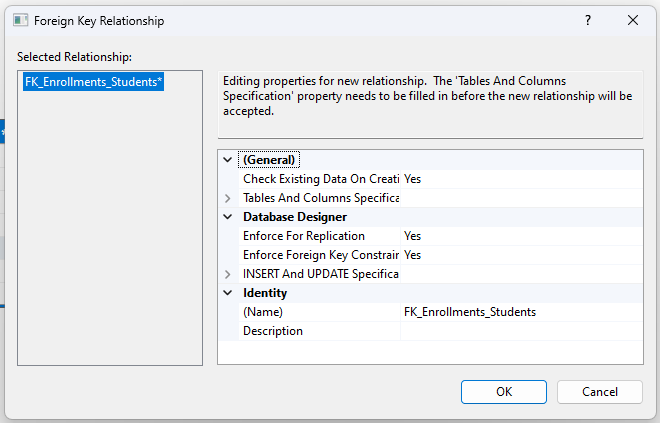 Foreign Key Relationship
?
Selected Relationship:
FK_Enrollments_Students*
Editing properties for new relationship. The 'Tables And Columns
Specification' property needs to be filled in before the new relationship will be
accepted.
(General)
Check Existing Data On Creati Yes
Tables And Columns Specifica
Database Designer
Enforce For Replication Yes
Enforce Foreign Key Constrain Yes
INSERT And UPDATE Specifica
Identity
(Name) FK_Enrollments_Students
Description
OK Cancel